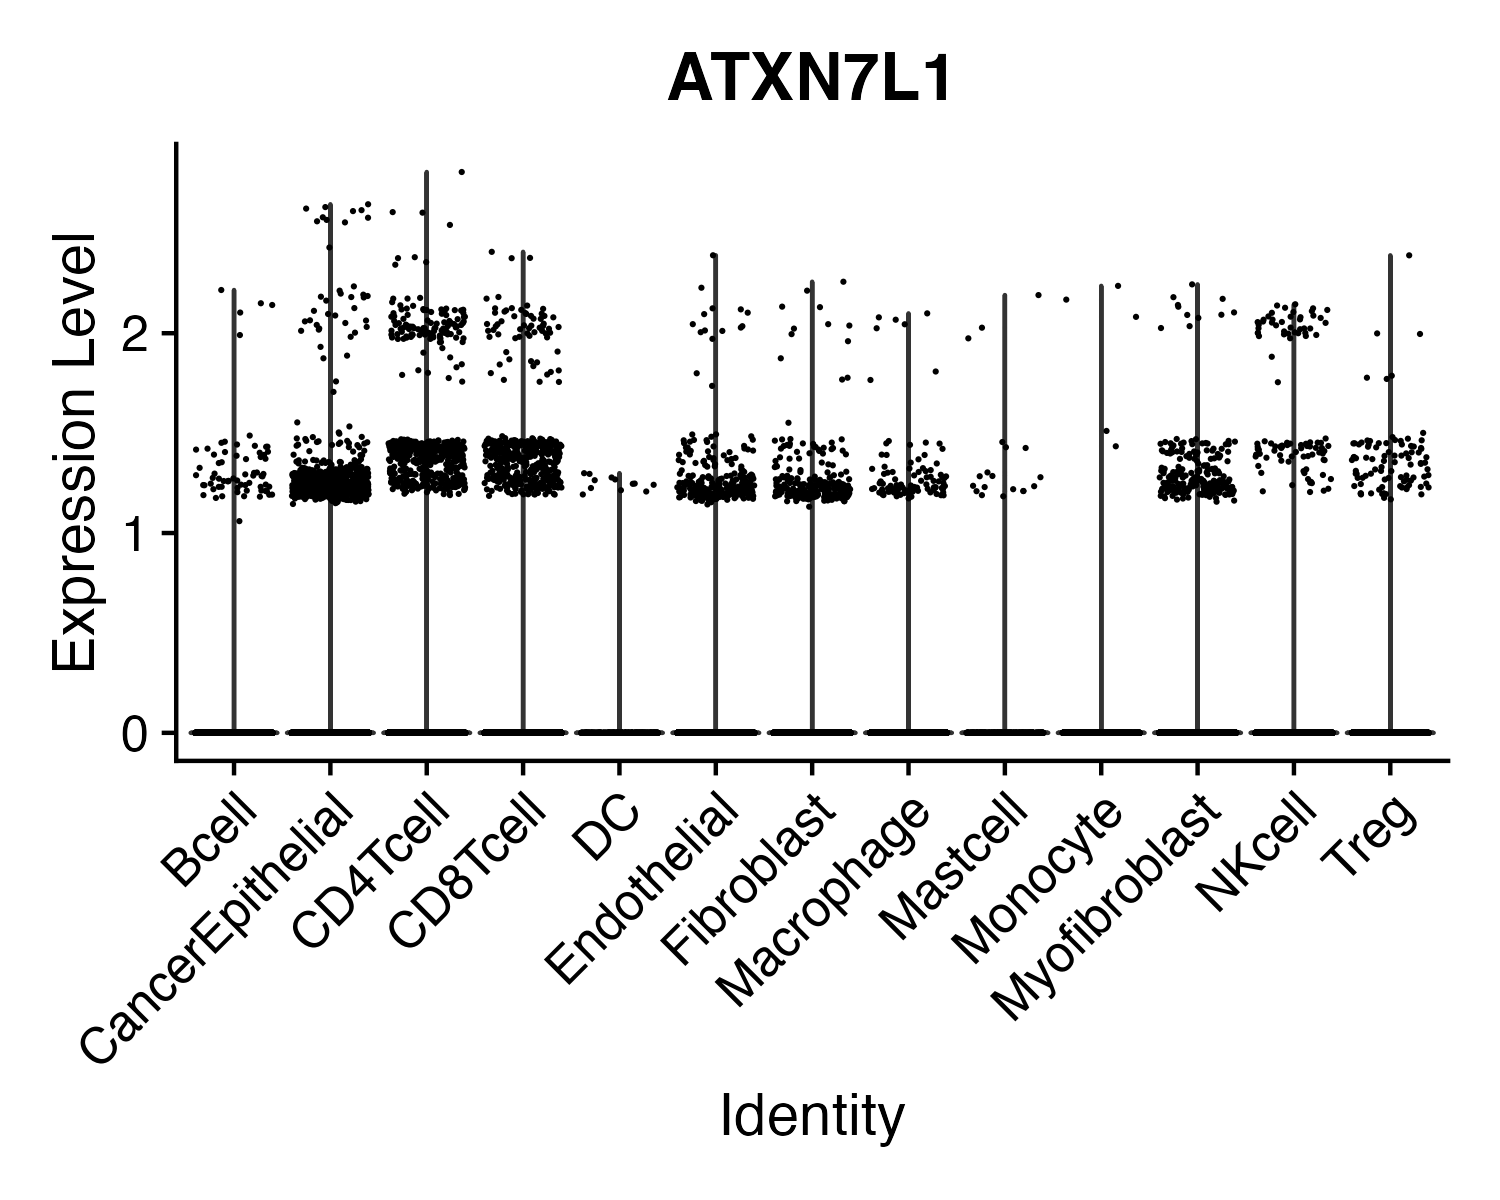 ATXN7L1
Expression Level
2
1
0
Bcell
CancerEpithelial
CD4Tcell
CD8Tcell
DC
Endothelial
Fibroblast
Macrophage
Mastcell
Monocyte
Myofibroblast
NKcell
Treg
Identity